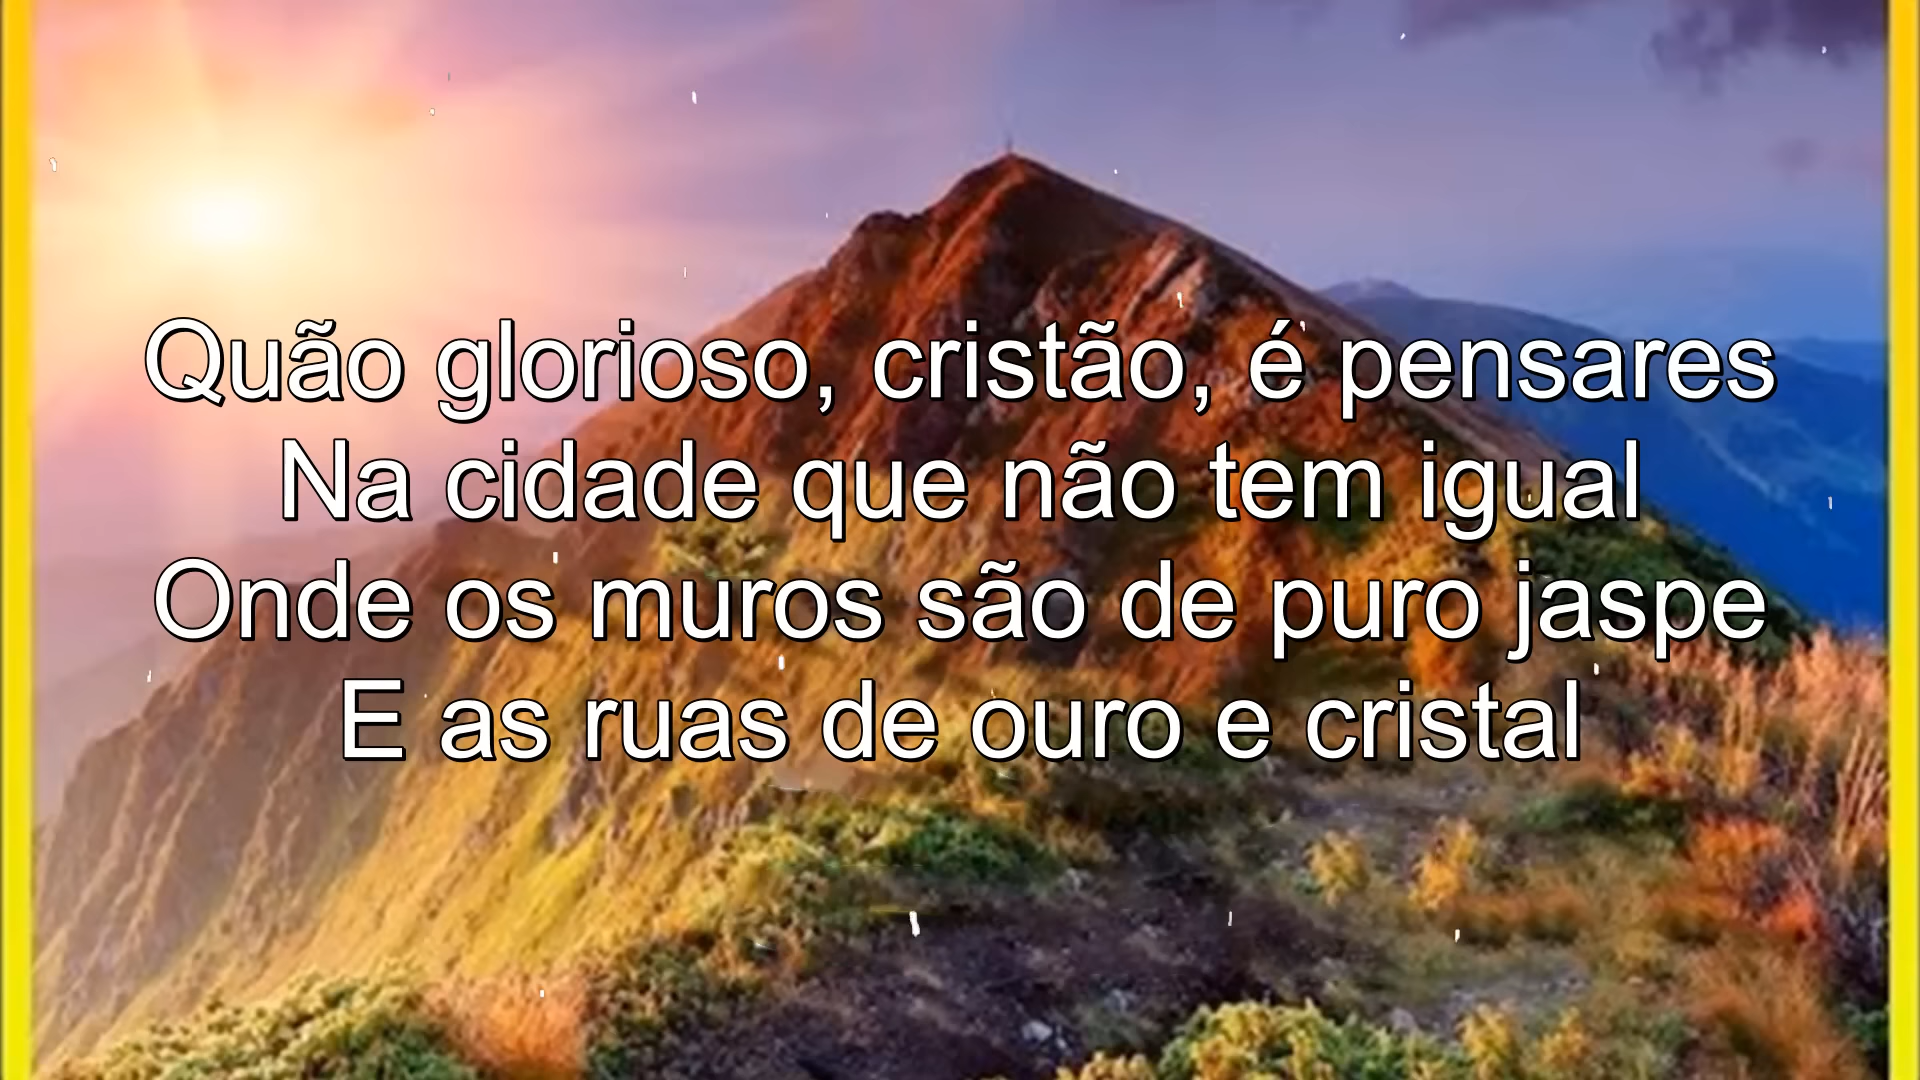 Quão glorioso, cristão, é pensares
Na cidade que não tem igual
Onde os muros são de puro jaspe
E as ruas de ouro e cristal